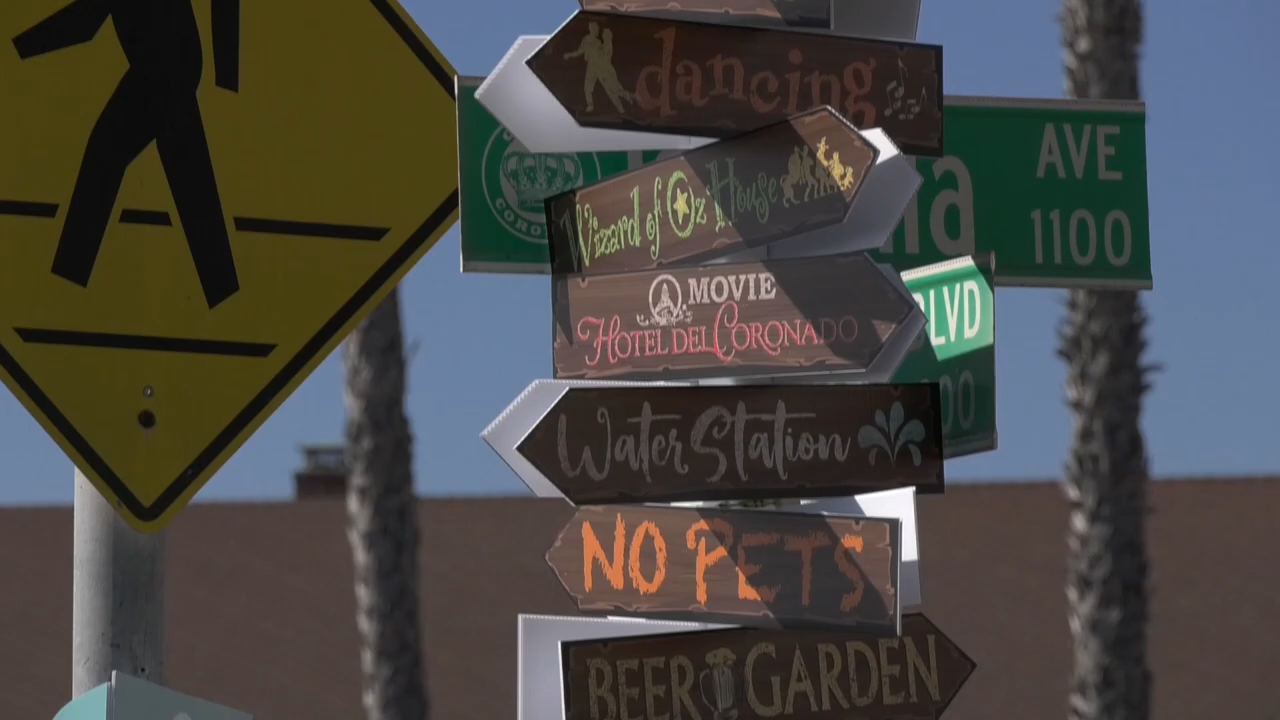 dancing
AVE
1100
Wizard of Oz House
MOVIE
HOTEL DEL CORONADO
BLVD
Water Station
NO PETS
BEER GARDEN